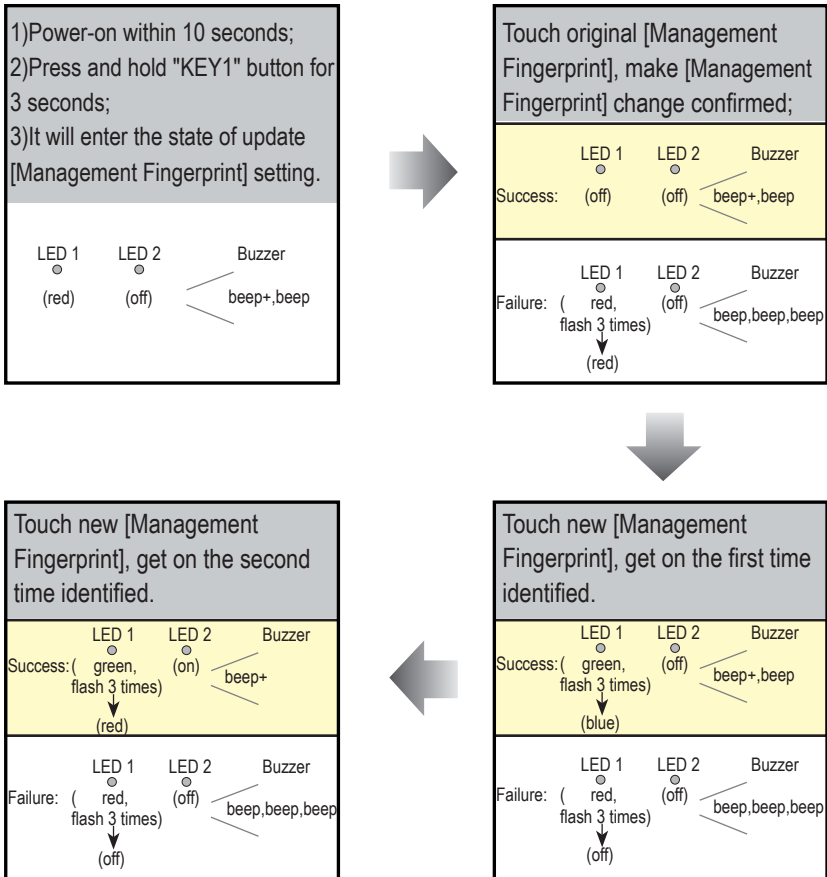 1)Power-on within 10 seconds;
2)Press and hold "KEY1" button for
3 seconds;
3)It will enter the state of update
[Management Fingerprint] setting.
LED 1 LED 2 Buzzer
(red) (off) beep+,beep
Touch original [Management
Fingerprint], make [Management
Fingerprint] change confirmed;
LED 1 LED 2 Buzzer
Success: (off) (off) beep+,beep
LED 1 LED 2 Buzzer
Failure: ( red, (off) beep,beep,beep
flash 3 times)
(red)
Touch new [Management
Fingerprint], get on the first time
identified.
LED 1 LED 2 Buzzer
Success: ( green, (off) beep+,beep
flash 3 times)
(blue)
LED 1 LED 2 Buzzer
Failure: ( red, (off) beep,beep,beep
flash 3 times)
(off)
Touch new [Management
Fingerprint], get on the second
time identified.
LED 1 LED 2 Buzzer
Success: ( green, (on) beep+
flash 3 times)
(red)
LED 1 LED 2 Buzzer
Failure: ( red, (off) beep,beep,beep
flash 3 times)
(off)